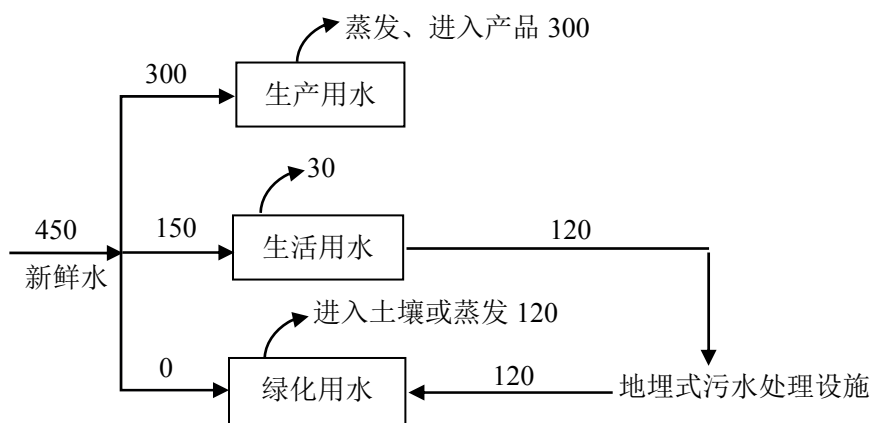 蒸发、进入产品 300
300
生产用水
30
450
150
生活用水
120
新鲜水
进入土壤或蒸发 120
0
绿化用水
120
地埋式污水处理设施